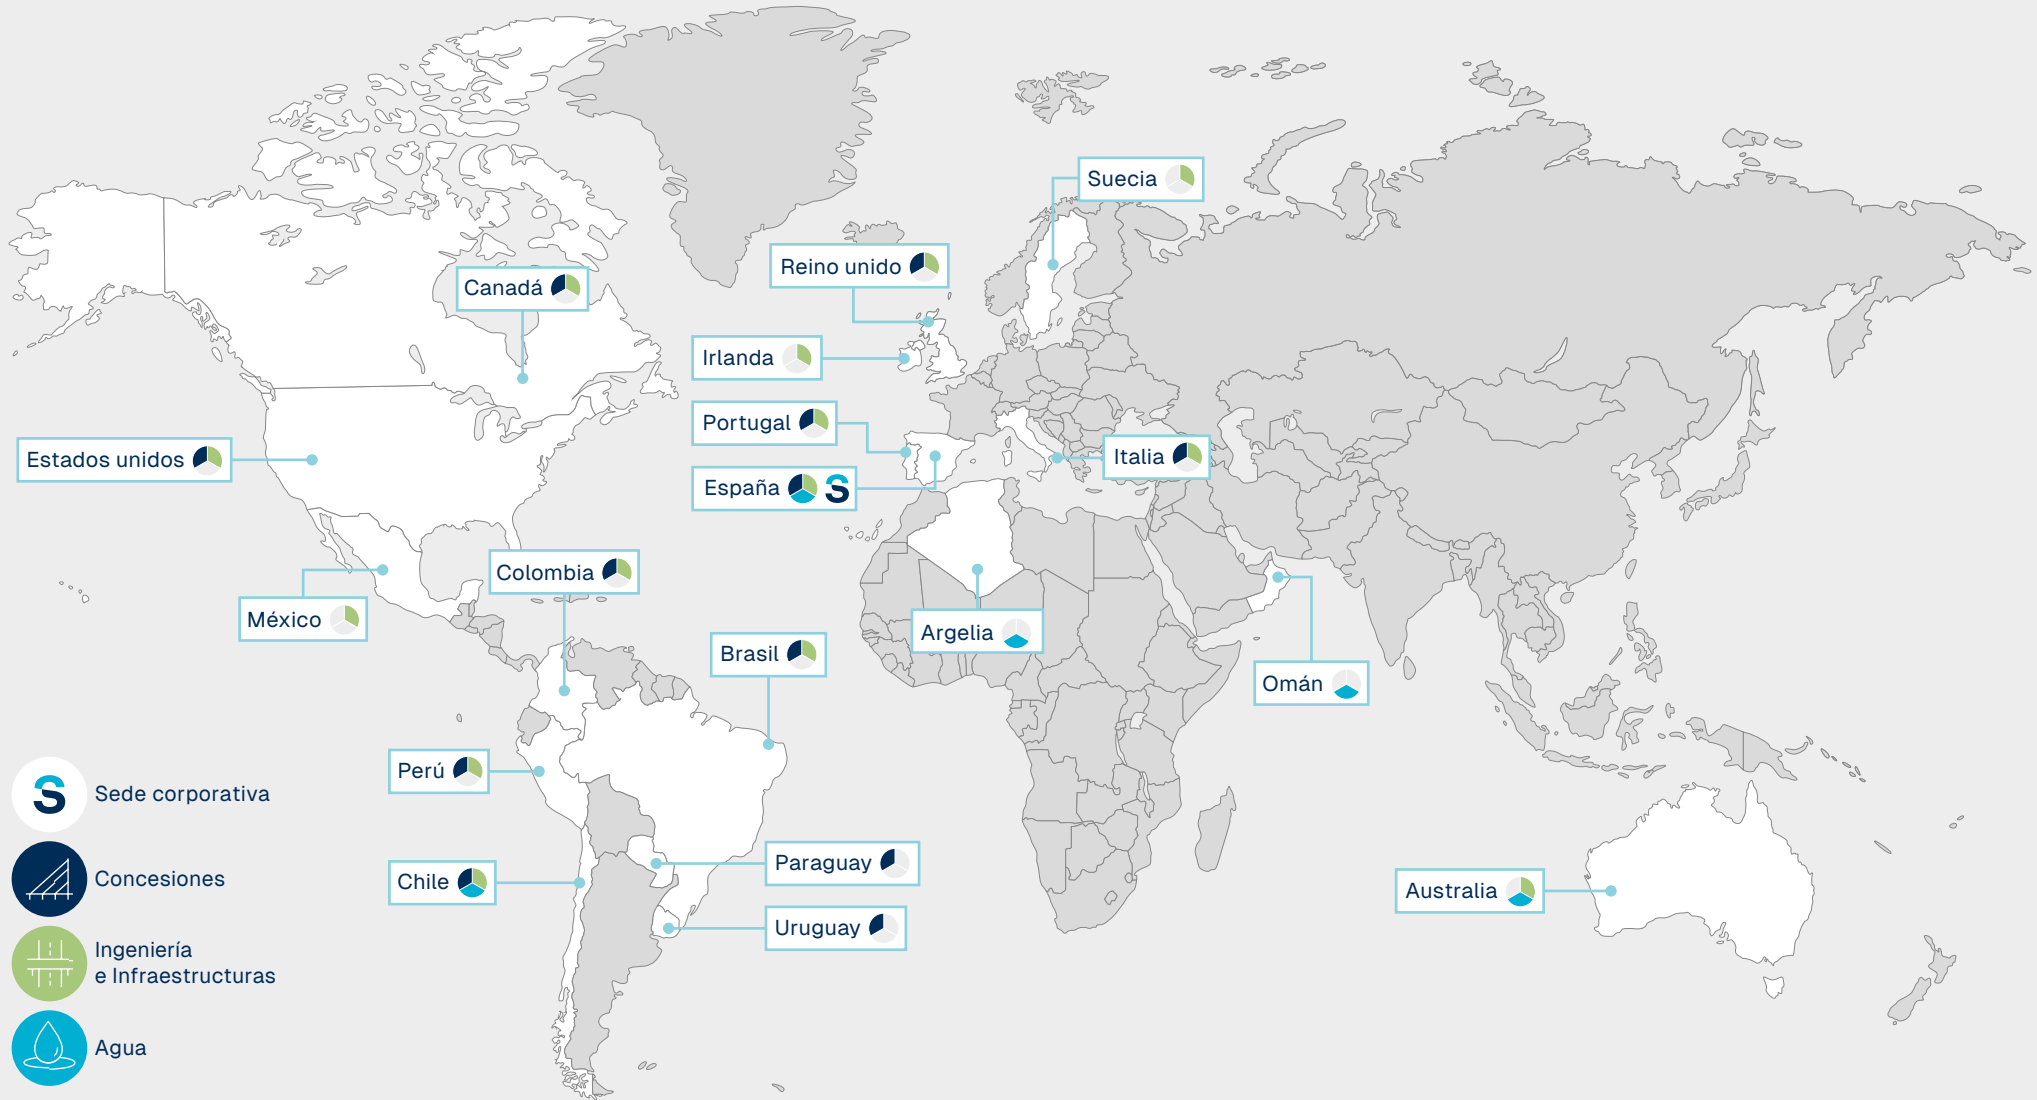 Suecia
Reino unido
Canadá
Irlanda
Portugal
Estados unidos
Italia
España
S
Colombia
México
Argelia
Brasil
Omán
Perú
S
Sede corporativa
Paraguay
Concesiones
Chile
Australia
Uruguay
Ingeniería
e Infraestructuras
Agua